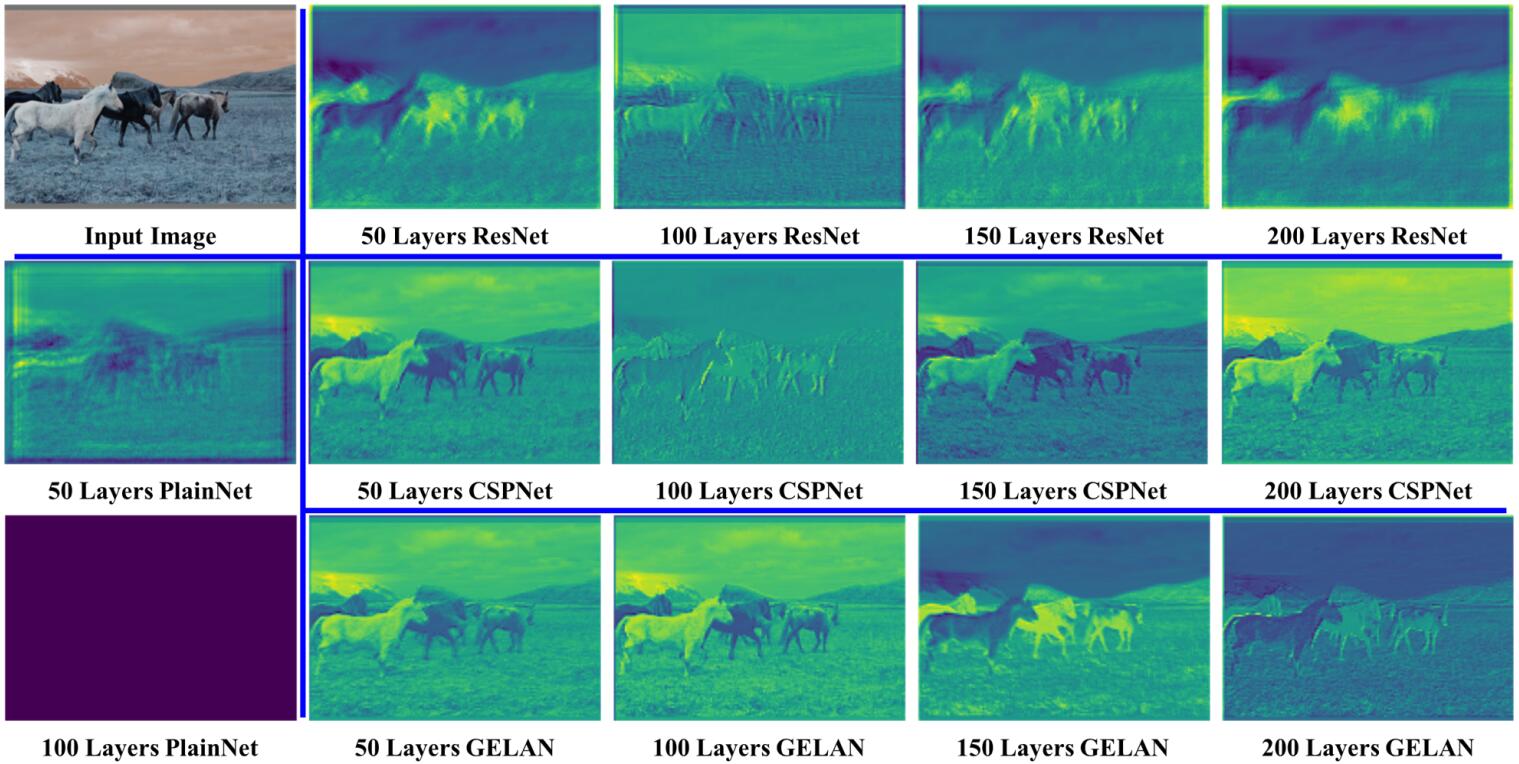 Input Image
50 Layers ResNet
100 Layers ResNet
150 Layers ResNet
200 Layers ResNet
50 Layers PlainNet
50 Layers CSPNet
100 Layers CSPNet
150 Layers CSPNet
200 Layers CSPNet
100 Layers PlainNet
50 Layers GELAN
100 Layers GELAN
150 Layers GELAN
200 Layers GELAN